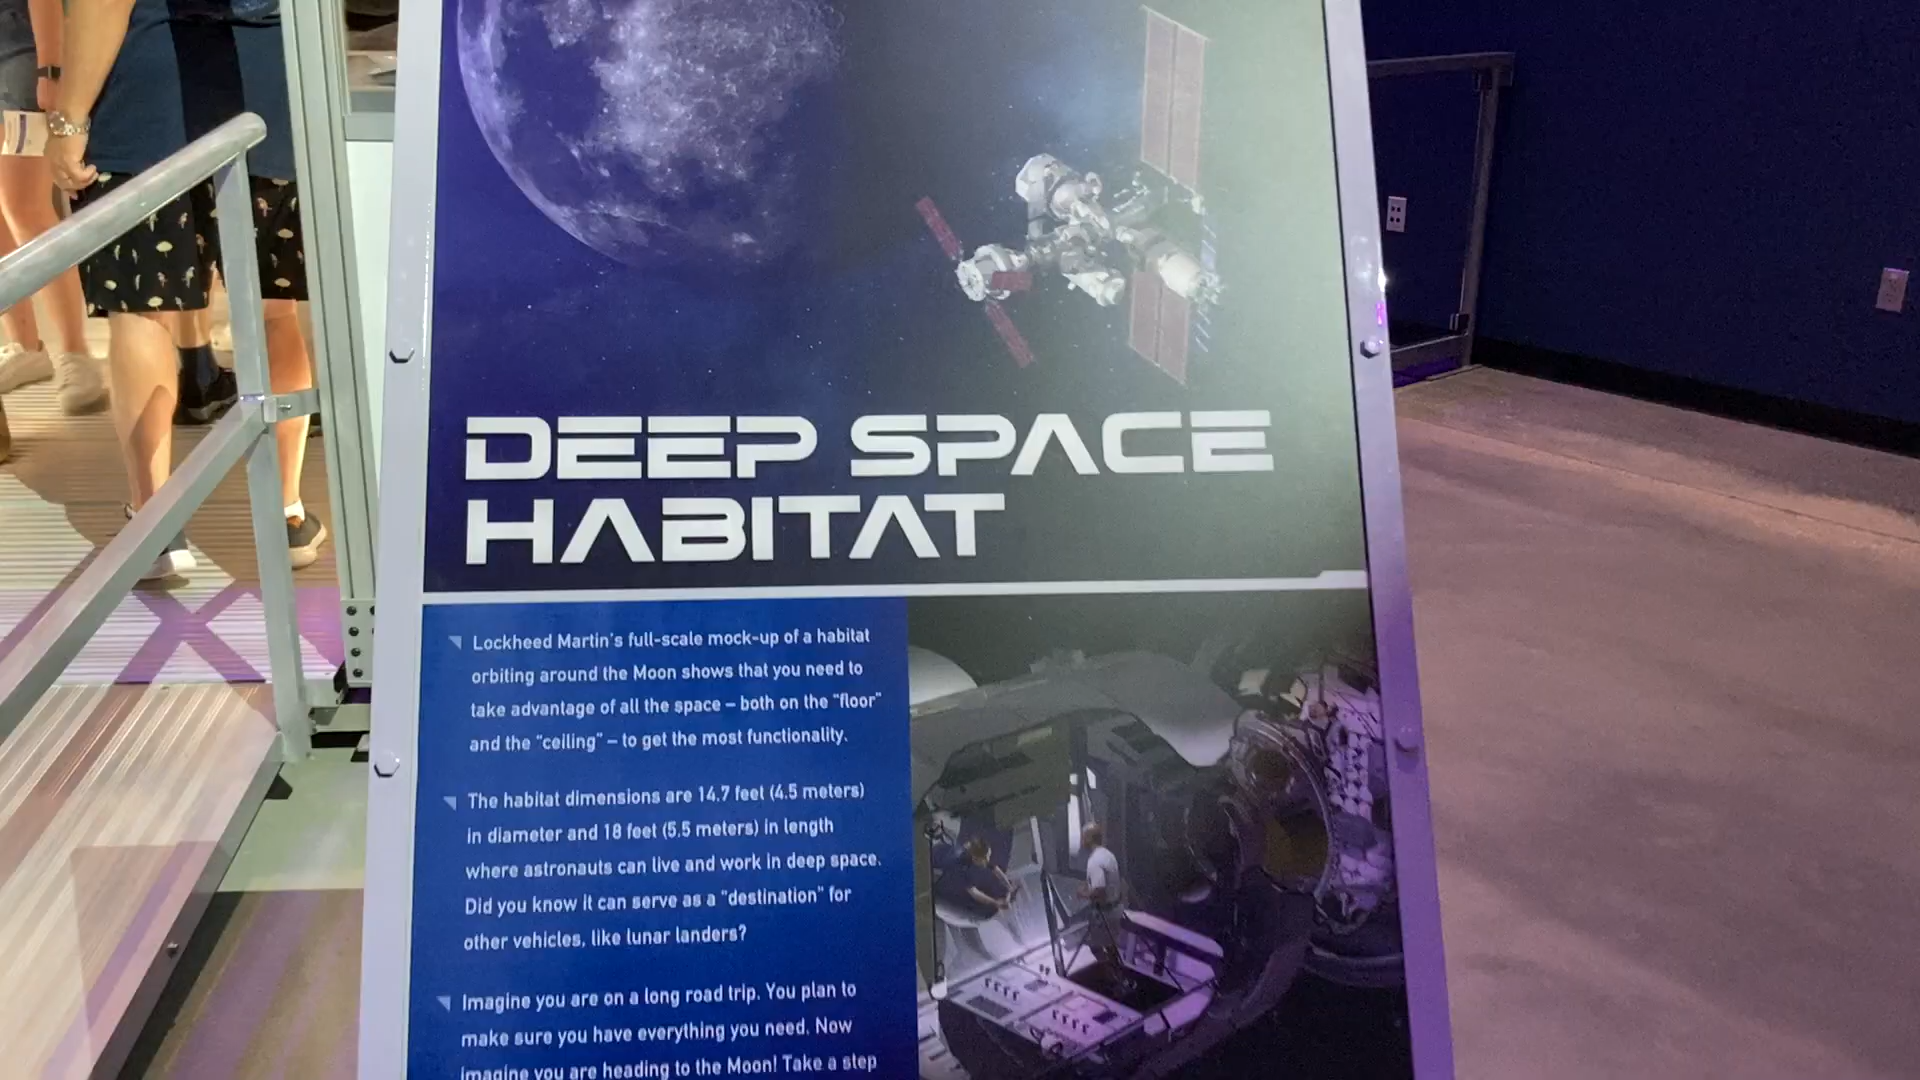 DEEP SPACE
HABITAT
Lockheed Martin's full-scale mock-up of a habitat
orbiting around the Moon shows that you need to
take advantage of all the space – both on the "floor"
and the "ceiling" – to get the most functionality.
The habitat dimensions are 14.7 feet (4.5 meters)
in diameter and 18 feet (5.5 meters) in length
where astronauts can live and work in deep space.
Did you know it can serve as a "destination" for
other vehicles, like lunar landers?
Imagine you are on a long road trip. You plan to
make sure you have everything you need. Now
imagine you are heading to the Moon! Take a step